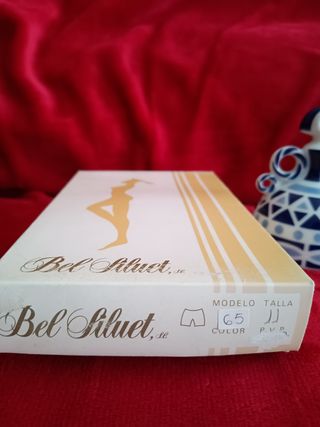 Bel Siluet, s.c.
Bel Siluet, s.c.
MODELO TALLA
65
COLOR P.V.P.